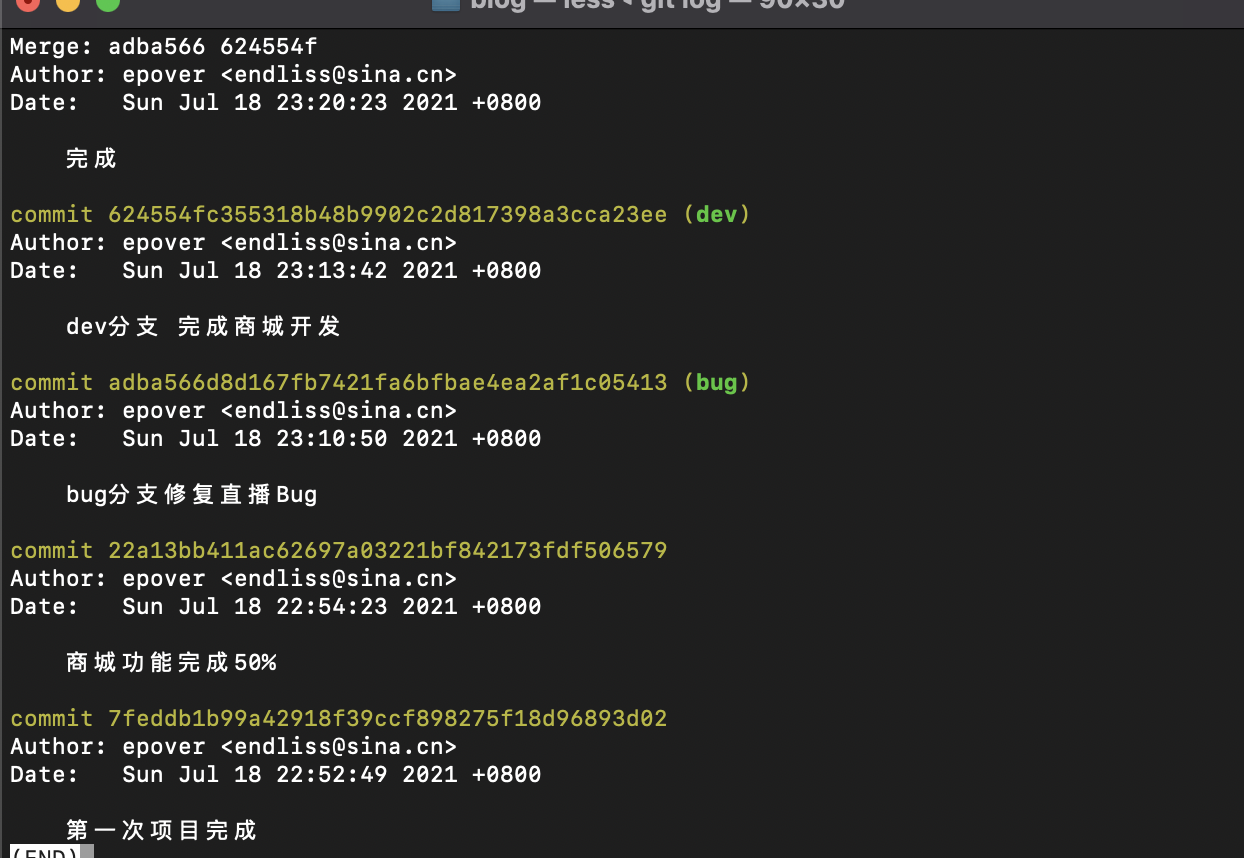 blog — less ◂ git log — 90×30
Merge: adba566 624554f
Author: epover <endliss@sina.cn>
Date:   Sun Jul 18 23:20:23 2021 +0800
完成
commit 624554fc355318b48b9902c2d817398a3cca23ee (dev)
Author: epover <endliss@sina.cn>
Date:   Sun Jul 18 23:13:42 2021 +0800
dev分支 完成商城开发
commit adba566d8d167fb7421fa6bfbae4ea2af1c05413 (bug)
Author: epover <endliss@sina.cn>
Date:   Sun Jul 18 23:10:50 2021 +0800
bug分支修复直播Bug
commit 22a13bb411ac62697a03221bf842173fdf506579
Author: epover <endliss@sina.cn>
Date:   Sun Jul 18 22:54:23 2021 +0800
商城功能完成50%
commit 7feddb1b99a42918f39ccf898275f18d96893d02
Author: epover <endliss@sina.cn>
Date:   Sun Jul 18 22:52:49 2021 +0800
第一次项目完成
(END)